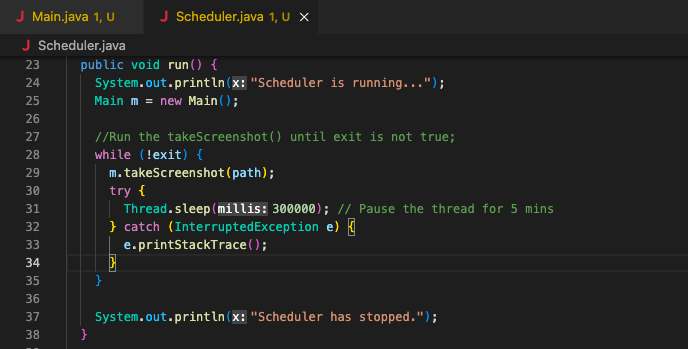 J Main.java 1, U J Scheduler.java 1, U ×
J Scheduler.java
23 public void run() {
24 System.out.println(x: "Scheduler is running...");
25 Main m = new Main();
26
27 //Run the takeScreenshot() until exit is not true;
28 while (!exit) {
29 m.takeScreenshot(path);
30 try {
31 Thread.sleep(millis: 300000); // Pause the thread for 5 mins
32 } catch (InterruptedException e) {
33 e.printStackTrace();
34 }
35 }
36
37 System.out.println(x: "Scheduler has stopped.");
38 }